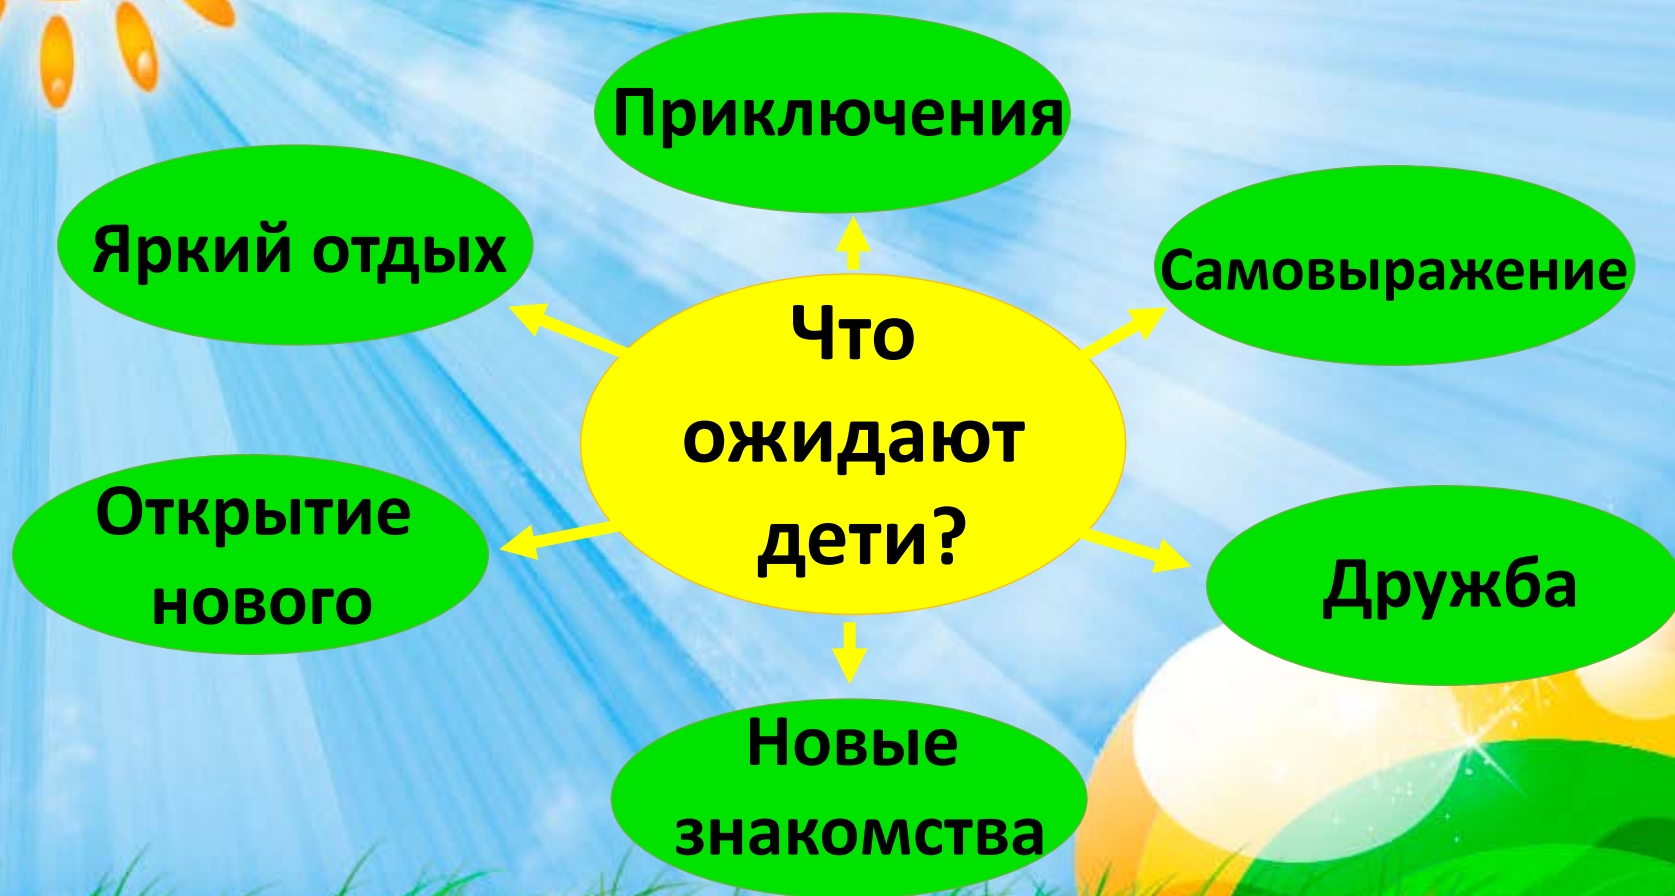 Приключения
Яркий отдых
Самовыражение
Что
ожидают
дети?
Открытие
нового
Дружба
Новые
знакомства